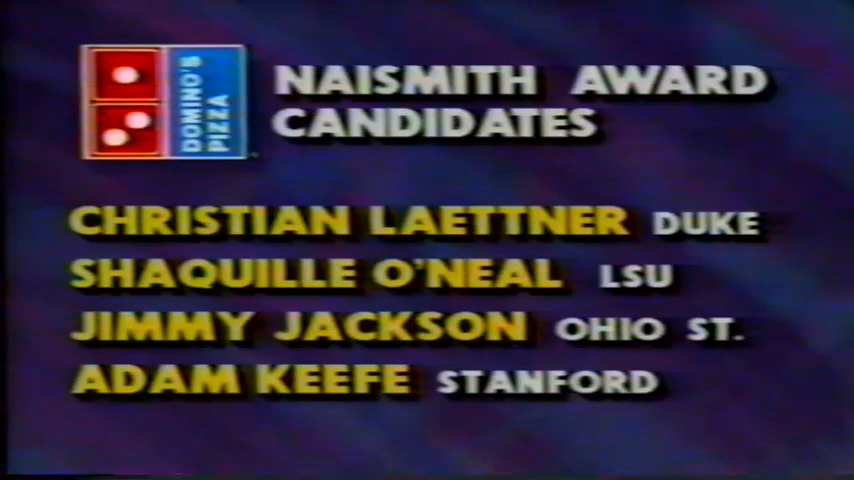 DOMINO'S
PIZZA
NAISMITH AWARD
CANDIDATES
CHRISTIAN LAETTNER DUKE
SHAQUILLE O'NEAL LSU
JIMMY JACKSON OHIO ST.
ADAM KEEFE STANFORD